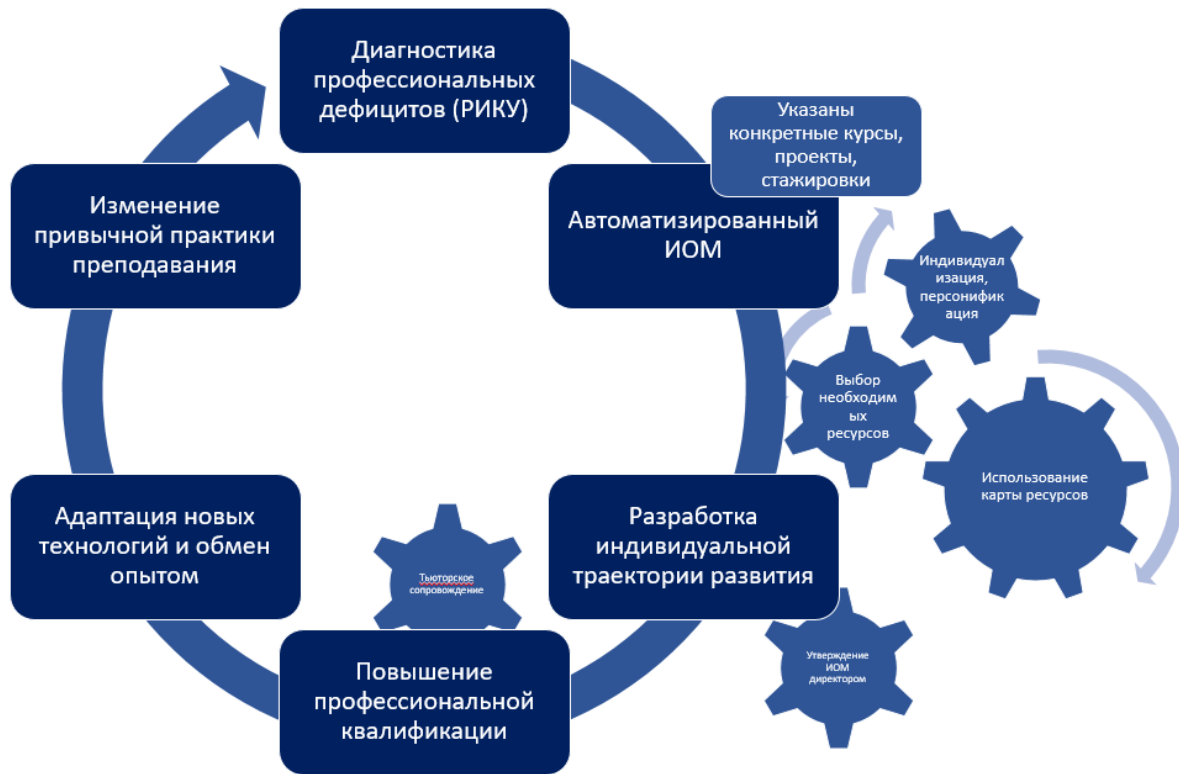 Диагностика
профессиональных
дефицитов (РИКУ)
Указаны
конкретные курсы,
проекты,
стажировки
Автоматизированный
ИОМ
Индивидуал
изация,
персонифик
ация
Выбор
необходим
ых
ресурсов
Использование
карты ресурсов
Разработка
индивидуальной
траектории развития
Утверждение
ИОМ
директором
Тьюторское
сопровождение
Повышение
профессиональной
квалификации
Адаптация новых
технологий и обмен
опытом
Изменение
привычной практики
преподавания